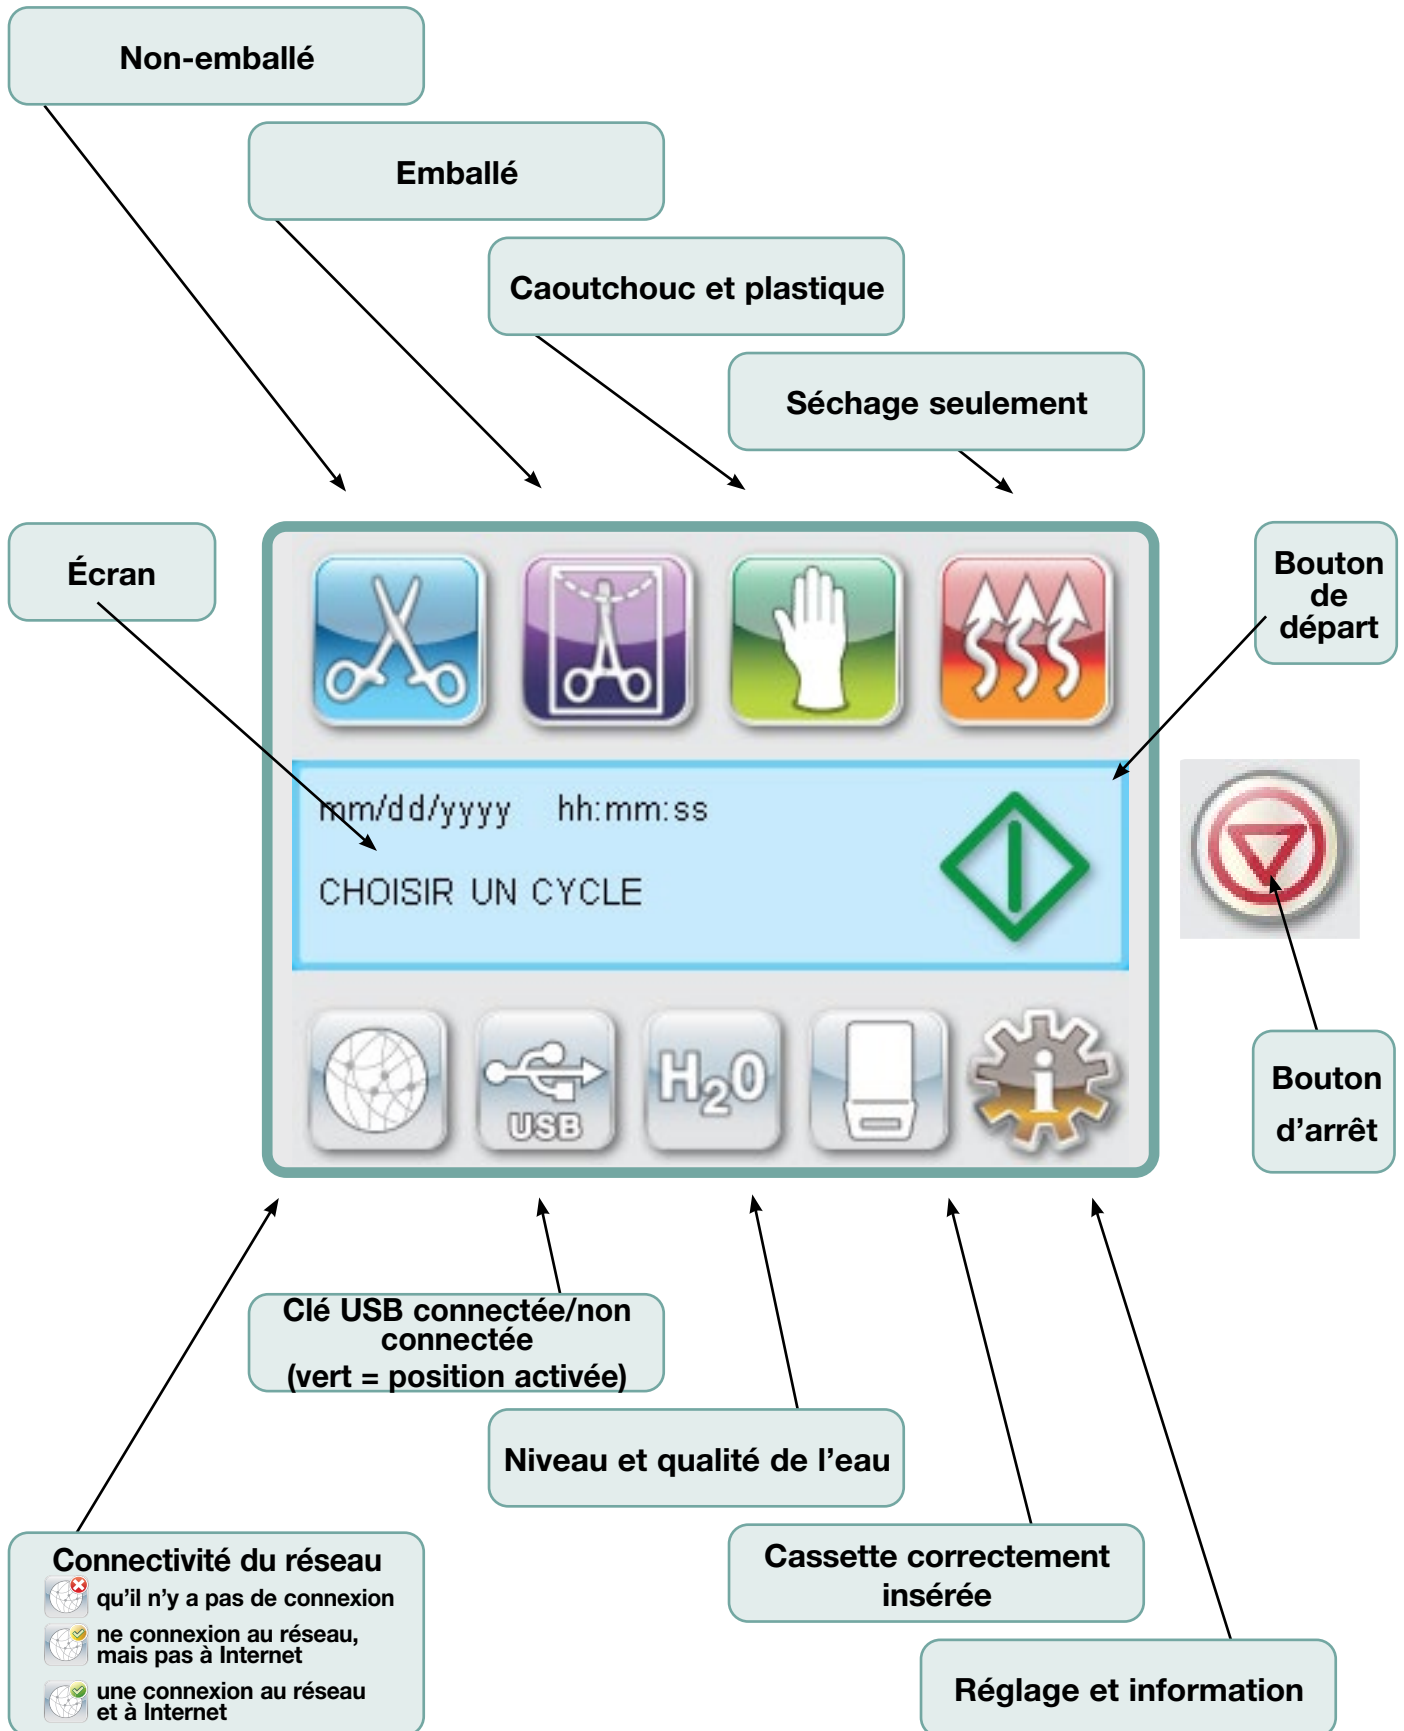 Non-emballé
Emballé
Caoutchouc et plastique
Séchage seulement
Écran
Bouton
de
départ
mm/dd/yyyy hh:mm:ss
CHOISIR UN CYCLE
USB
H₂0
i
Bouton
d’arrêt
Clé USB connectée/non
connectée
(vert = position activée)
Niveau et qualité de l’eau
Connectivité du réseau
qu’il n’y a pas de connexion
ne connexion au réseau,
mais pas à Internet
une connexion au réseau
et à Internet
Cassette correctement
insérée
Réglage et information